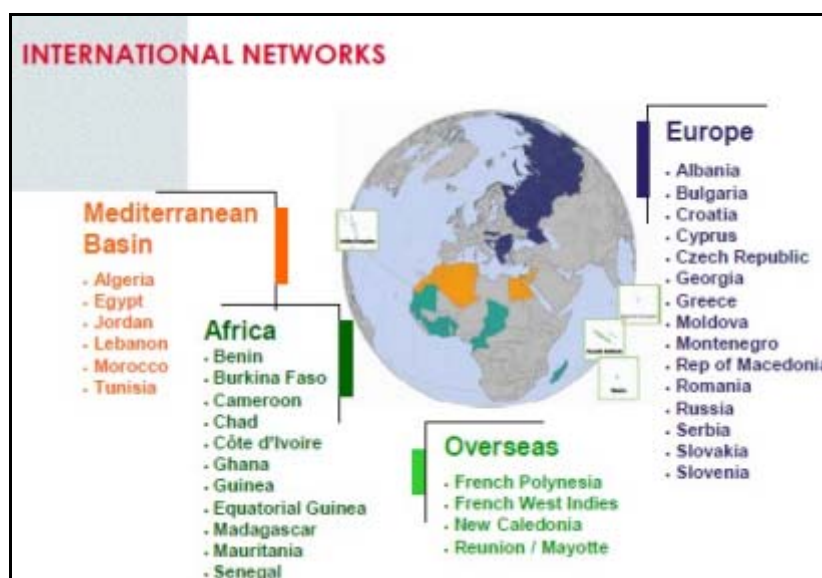 INTERNATIONAL NETWORKS
Mediterranean
Basin
Algeria
Egypt
Jordan
Lebanon
Morocco
Tunisia
Africa
Benin
Burkina Faso
Cameroon
Chad
Côte d'Ivoire
Ghana
Guinea
Equatorial Guinea
Madagascar
Mauritania
Senegal
Overseas
French Polynesia
French West Indies
New Caledonia
Reunion / Mayotte
Europe
Albania
Bulgaria
Croatia
Cyprus
Czech Republic
Georgia
Greece
Moldova
Montenegro
Rep of Macedonia
Romania
Russia
Serbia
Slovakia
Slovenia